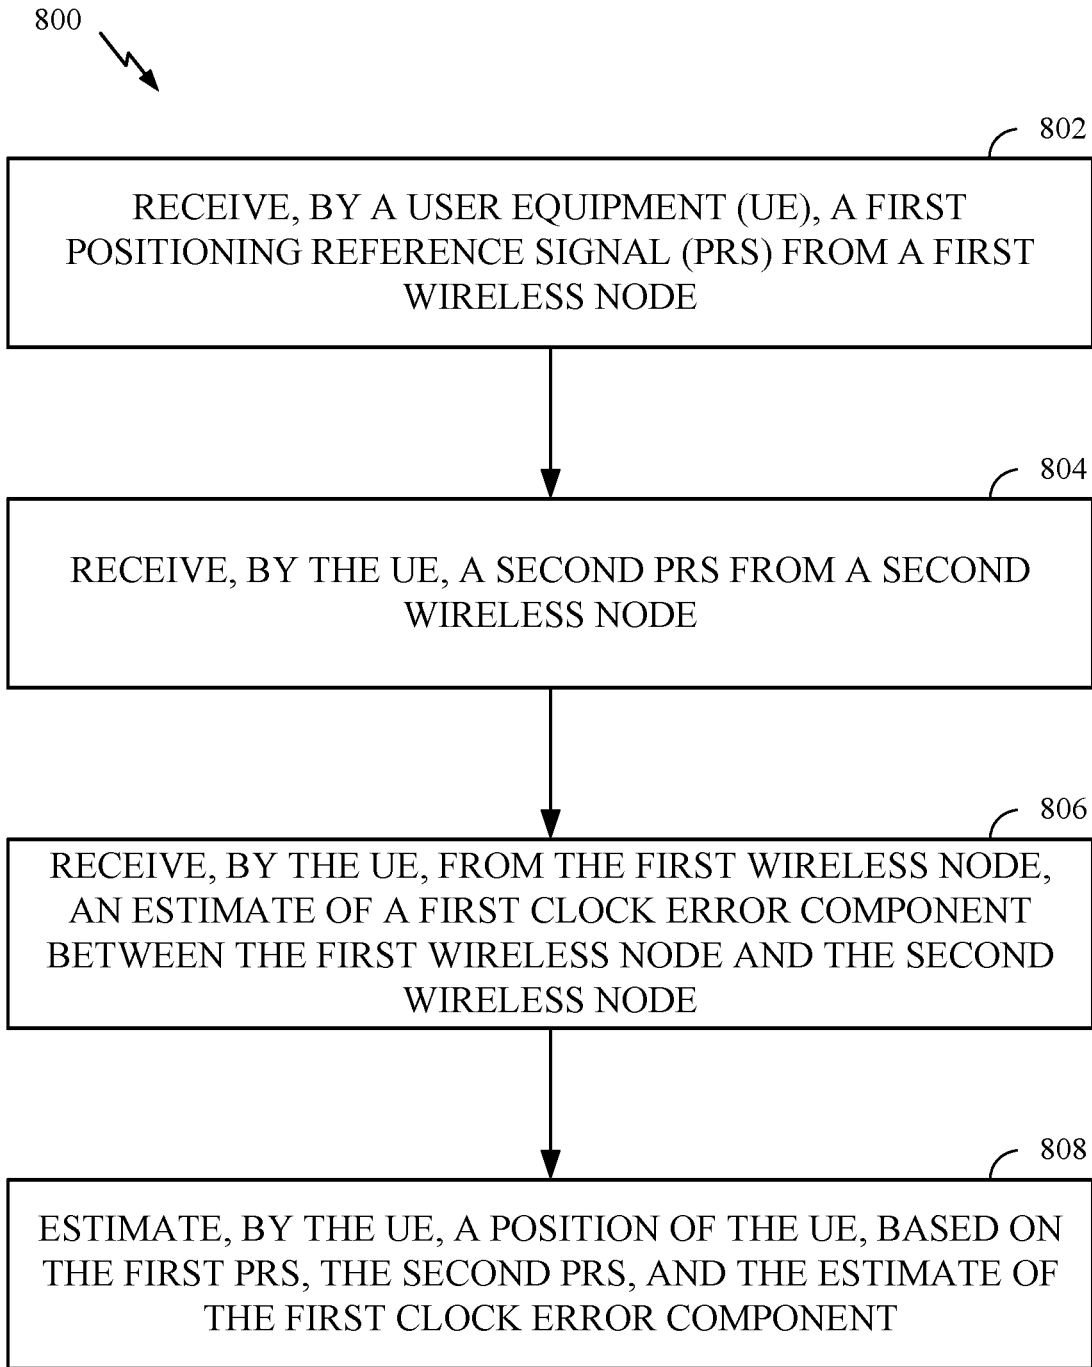 800
802
RECEIVE, BY A USER EQUIPMENT (UE), A FIRST
POSITIONING REFERENCE SIGNAL (PRS) FROM A FIRST
WIRELESS NODE
804
RECEIVE, BY THE UE, A SECOND PRS FROM A SECOND
WIRELESS NODE
806
RECEIVE, BY THE UE, FROM THE FIRST WIRELESS NODE,
AN ESTIMATE OF A FIRST CLOCK ERROR COMPONENT
BETWEEN THE FIRST WIRELESS NODE AND THE SECOND
WIRELESS NODE
808
ESTIMATE, BY THE UE, A POSITION OF THE UE, BASED ON
THE FIRST PRS, THE SECOND PRS, AND THE ESTIMATE OF
THE FIRST CLOCK ERROR COMPONENT